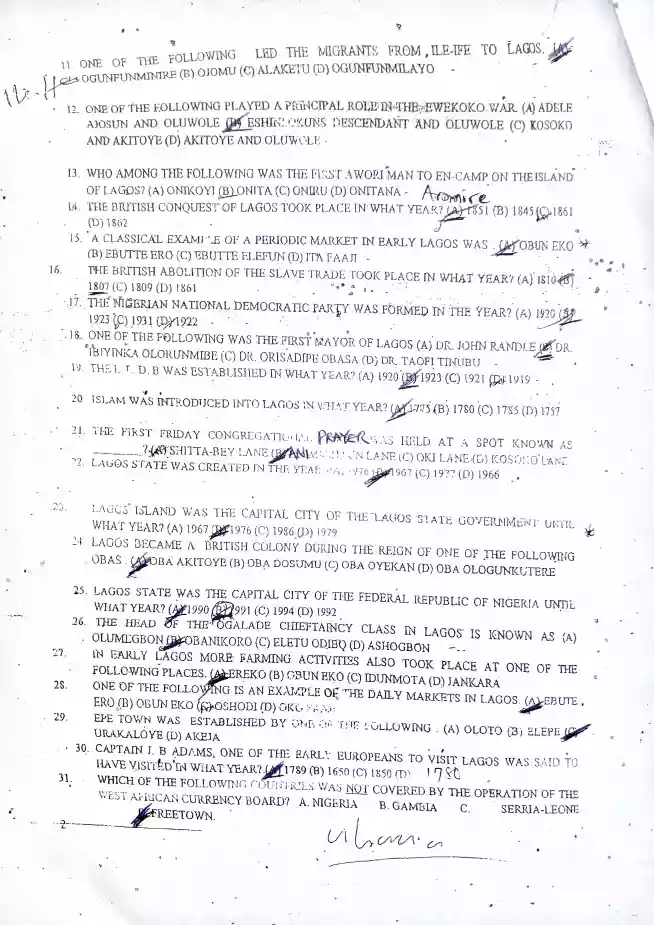 11 ONE OF THE FOLLOWING LED THE MIGRANTS FROM, ILE-IFE TO LAGOS. (A)
OGUNFUNMINIRE (B) OJOMU (C) ALAKETU (D) OGUNFUNMILAYO -
12. ONE OF THE FOLLOWING PLAYED A PRINCIPAL ROLE IN THE EWEKOKO WAR. (A) ADELE
AJOSUN AND OLUWOLE (B) DESCENDANT AND OLUWOLE (C) KOSOKO
AND AKITOYE (D) AKITOYE AND OLUWOLE -
13. WHO AMONG THE FOLLOWING WAS THE FIRST AWORI MAN TO EN-CAMP ON THE ISLAND
OF LAGOS? (A) ONIKOYI (B) ONITA (C) ONIRU (D) ONITANA - Aromire
14. THE BRITISH CONQUEST OF LAGOS TOOK PLACE IN WHAT YEAR? (A) 1851 (B) 1845 (C) 1861
(D) 1862
15. A CLASSICAL EXAMPLE OF A PERIODIC MARKET IN EARLY LAGOS WAS . (A) OBUN EKO
(B) EBUTTE ERO (C) EBUTTE ELEFUN (D) ITA FAAJI -
16. THE BRITISH ABOLITION OF THE SLAVE TRADE TOOK PLACE IN WHAT YEAR? (A) 1810 (B)
1807 (C) 1809 (D) 1861
17. THE NIGERIAN NATIONAL DEMOCRATIC PARTY WAS FORMED IN THE YEAR? (A) 1920 (B)
1923 (C) 1931 (D) 1922
18. ONE OF THE FOLLOWING WAS THE FIRST MAYOR OF LAGOS (A) DR. JOHN RANDLE (B) DR.
IBIYINKA OLORUNMIBE (C) DR. ORISADIPE OBASA (D) DR. TAOFI TINUBU -
19. THE L. E. D. B WAS ESTABLISHED IN WHAT YEAR? (A) 1920 (B) 1923 (C) 1921 (D) 1919 -
20 ISLAM WAS INTRODUCED INTO LAGOS IN WHAT YEAR? (A) 1775 (B) 1780 (C) 1785 (D) 1757
21. THE FIRST FRIDAY CONGREGATIONAL PRAYER WAS HELD AT A SPOT KNOWN AS
______? (A) SHITTA-BEY LANE (B) LANE (C) OKI LANE (D) KOSOKO LANE
22. LAGOS STATE WAS CREATED IN THE YEAR (A) 1976 (B) 1967 (C) 1977 (D) 1966
23. LAGOS ISLAND WAS THE CAPITAL CITY OF THE LAGOS STATE GOVERNMENT UNTIL
WHAT YEAR? (A) 1967 (B) 1976 (C) 1986 (D) 1979
24 LAGOS BECAME A BRITISH COLONY DURING THE REIGN OF ONE OF THE FOLLOWING
OBAS . (A) OBA AKITOYE (B) OBA DOSUMU (C) OBA OYEKAN (D) OBA OLOGUNKUTERE
25. LAGOS STATE WAS THE CAPITAL CITY OF THE FEDERAL REPUBLIC OF NIGERIA UNTIL
WHAT YEAR? (A) 1990 (B) 1991 (C) 1994 (D) 1992
26. THE HEAD OF THE OGALADE CHIEFTAINCY CLASS IN LAGOS IS KNOWN AS (A)
OLUMEGBON (B) OBANIKORO (C) ELETU ODIBO (D) ASHOGBON
27. IN EARLY LAGOS MORE FARMING ACTIVITIES ALSO TOOK PLACE AT ONE OF THE
FOLLOWING PLACES. (A) EREKO (B) OBUN EKO (C) IDUNMOTA (D) JANKARA
28. ONE OF THE FOLLOWING IS AN EXAMPLE OF THE DAILY MARKETS IN LAGOS. (A) EBUTE
ERO (B) OBUN EKO (C) OSHODI (D)
29. EPE TOWN WAS ESTABLISHED BY ONE OF THE FOLLOWING . (A) OLOTO (B) ELEPE (C)
URAKALOYE (D) AKEJA
30. CAPTAIN J. B ADAMS, ONE OF THE EARLY EUROPEANS TO VISIT LAGOS WAS SAID TO
HAVE VISITED IN WHAT YEAR? (A) 1789 (B) 1650 (C) 1850 (D) 1780
31. WHICH OF THE FOLLOWING COUNTRIES WAS NOT COVERED BY THE OPERATION OF THE
WEST AFRICAN CURRENCY BOARD? A. NIGERIA B. GAMBIA C. SERRIA-LEONE
FREETOWN.
2